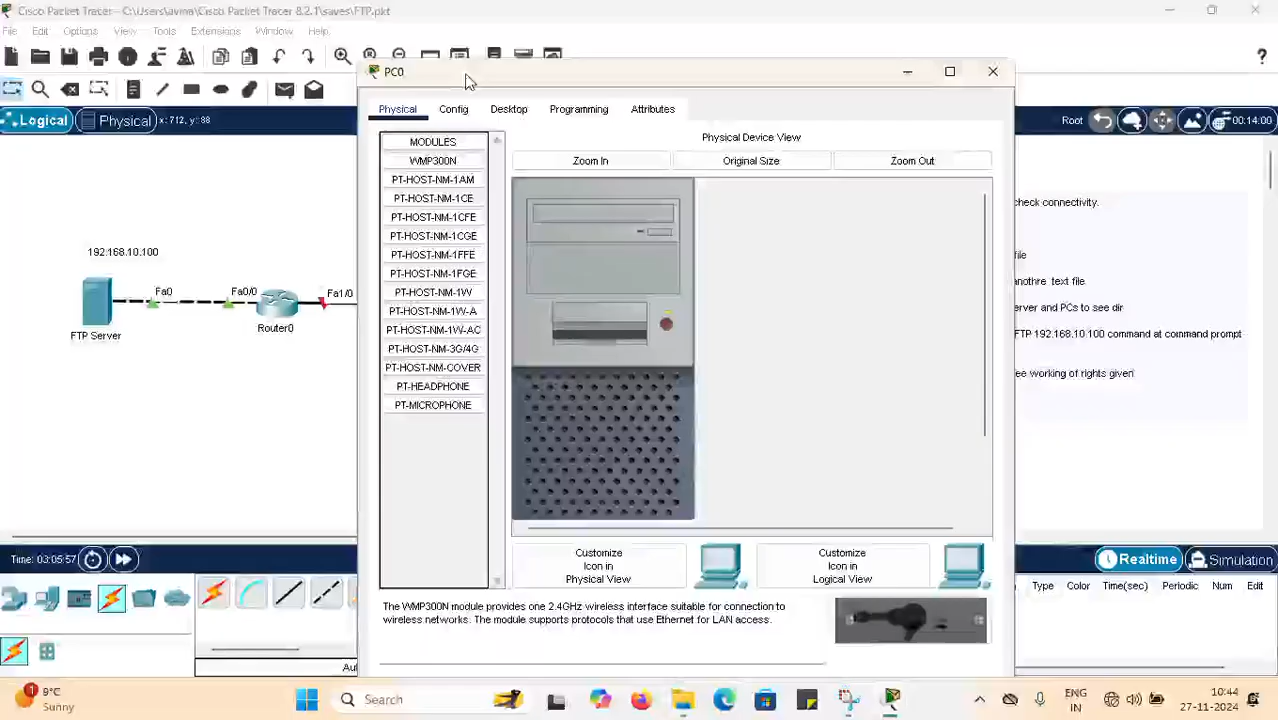 Cisco Packet Tracer - C:\Users\avina\Cisco Packet Tracer 8.2.1\saves\FTP.pkt
File Edit Options View Tools Extensions Window Help
PC0
?
Logical Physical x: 712, y: 88
Root 00:14:00
Physical Config Desktop Programming Attributes
MODULES
WMP300N
PT-HOST-NM-1AM
PT-HOST-NM-1CE
PT-HOST-NM-1CFE
PT-HOST-NM-1CGE
PT-HOST-NM-1FFE
PT-HOST-NM-1FGE
PT-HOST-NM-1W
PT-HOST-NM-1W-A
PT-HOST-NM-1W-AC
PT-HOST-NM-3G/4G
PT-HOST-NM-COVER
PT-HEADPHONE
PT-MICROPHONE
Physical Device View
Zoom In Original Size Zoom Out
192.168.10.100
Fa0 Fa0/0 Fa1/0
FTP Server Router0
check connectivity.
file
anothre text file
server and PCs to see dir
FTP 192.168.10.100 command at command prompt
ee working of rights given
Customize
Icon in
Physical View
Customize
Icon in
Logical View
The WMP300N module provides one 2.4GHz wireless interface suitable for connection to
wireless networks. The module supports protocols that use Ethernet for LAN access.
Time: 03:05:57
Realtime Simulation
Type Color Time(sec) Periodic Num Edit
Au
1
9°C
Sunny
Search
ENG
IN
10:44
27-11-2024